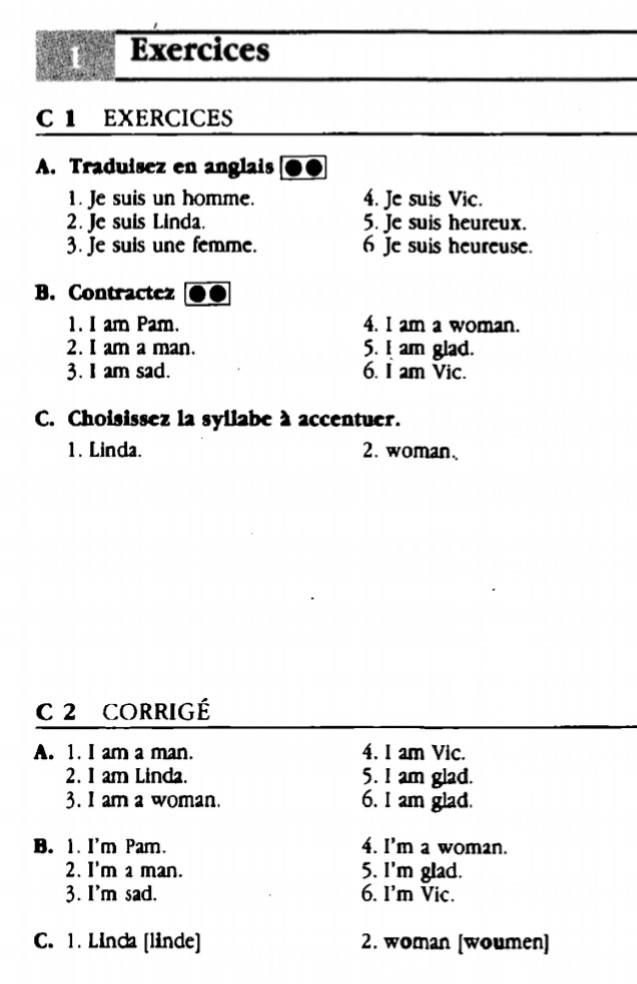 1 Exercices
C 1 EXERCICES
A. Traduisez en anglais
1. Je suis un homme.
2. Je suis Linda.
3. Je suis une femme.
4. Je suis Vic.
5. Je suis heureux.
6 Je suis heureuse.
B. Contractez
1. I am Pam.
2. I am a man.
3. I am sad.
4. I am a woman.
5. I am glad.
6. I am Vic.
C. Choisissez la syllabe à accentuer.
1. Linda.
2. woman.
C 2 CORRIGÉ
A. 1. I am a man.
2. I am Linda.
3. I am a woman.
4. I am Vic.
5. I am glad.
6. I am glad.
B. 1. I'm Pam.
2. I'm a man.
3. I'm sad.
4. I'm a woman.
5. I'm glad.
6. I'm Vic.
C. 1. Linda [linde]
2. woman [woumen]